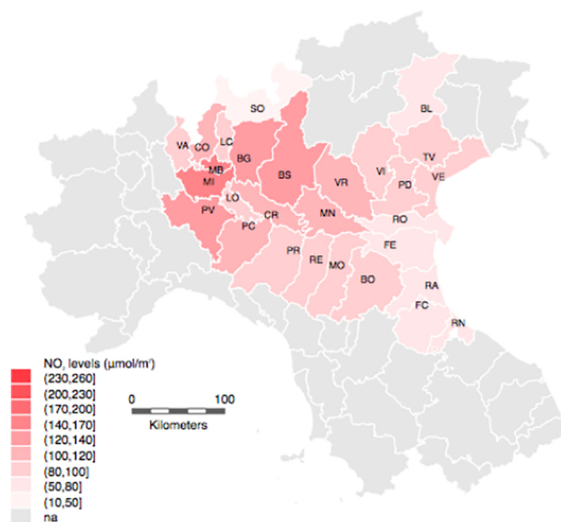 SO
BL
VA
CO
LC
BG
MB
MI
BS
VR
VI
TV
PD
VE
LO
PV
CR
MN
PC
RO
FE
PR
RE
MO
BO
RA
FC
RN
NO, levels (μmol/m²)
(230,260]
(200,230]
(170,200]
(140,170]
(120,140]
(100,120]
(80,100]
(50,80]
(10,50]
na
0 100
Kilometers